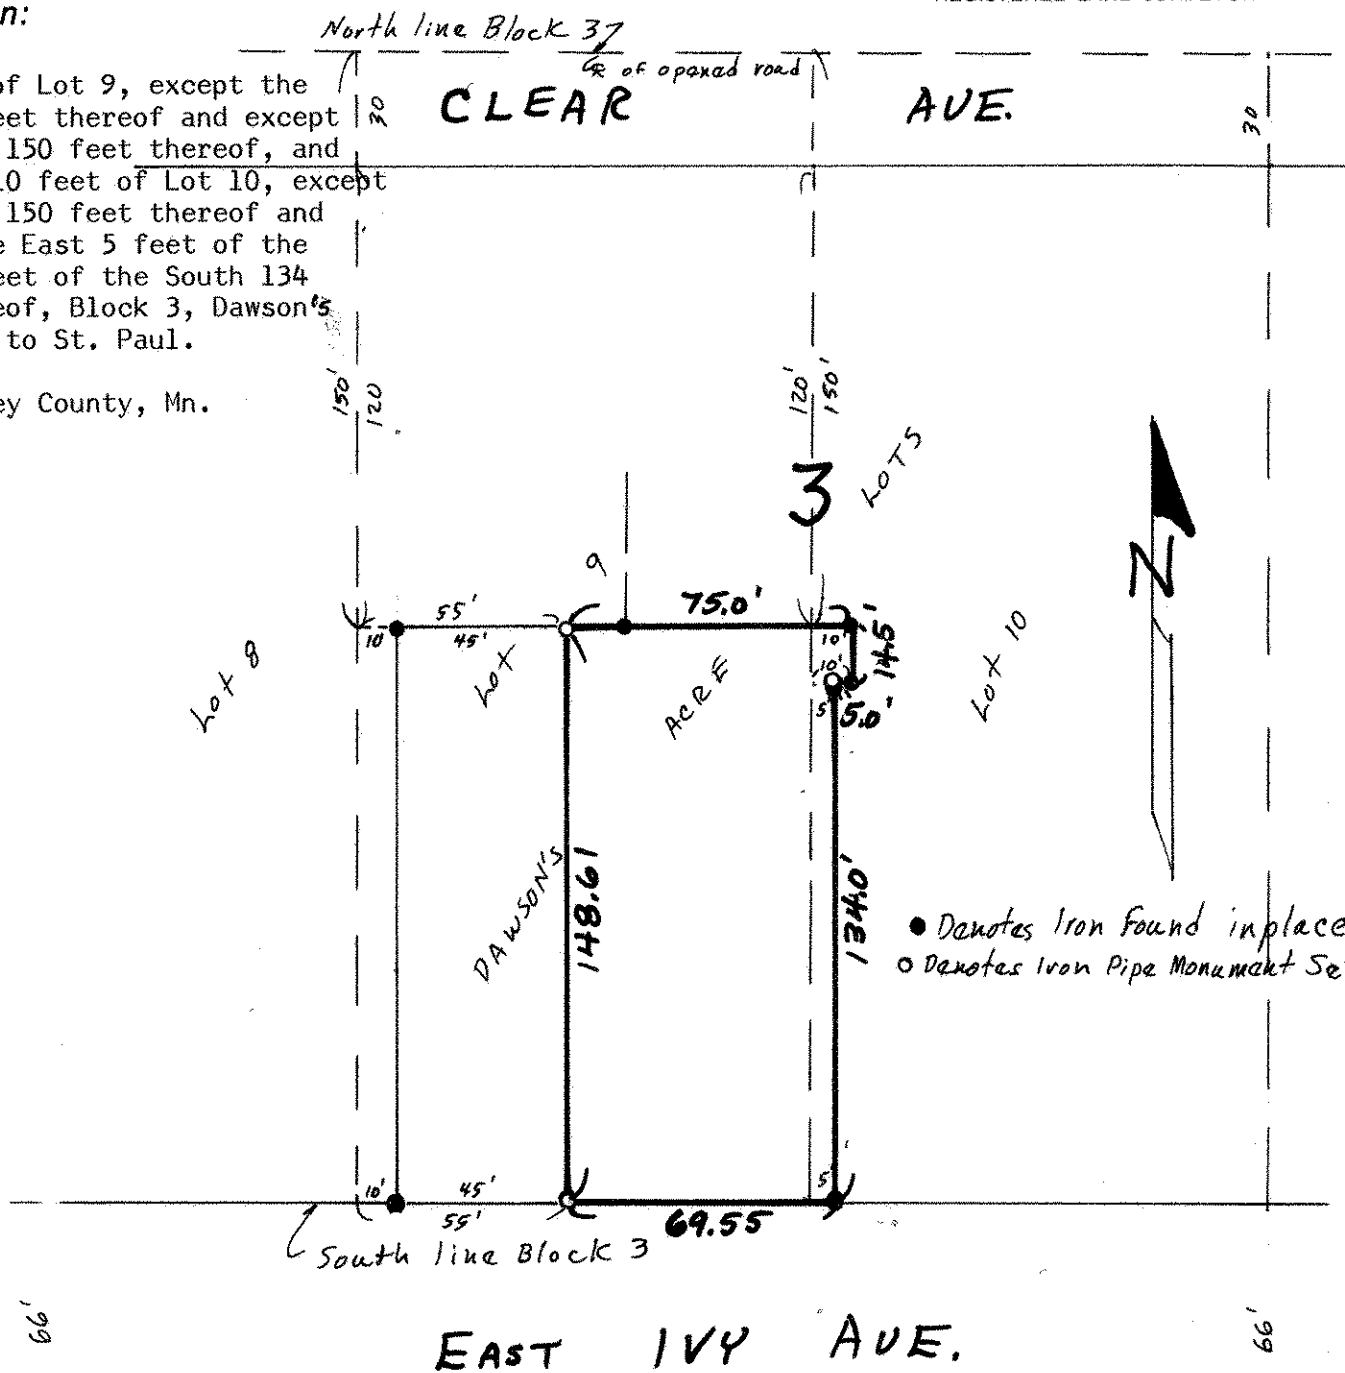 n:
North line Block 3
of Lot 9, except the
eet thereof and except
150 feet thereof, and
10 feet of Lot 10, except
150 feet thereof and
e East 5 feet of the
eet of the South 134
eof, Block 3, Dawson's
to St. Paul.
ey County, Mn.
℄ of opened road
30
CLEAR AVE.
30
150'
120
120'
150'
3
LOTS
9
55'
75.0'
10'
45'
10'
14.5'
10'
5'
5.0'
Lot 8
LOT
ACRE
Lot 10
N
DAWSON'S
148.61
134.0'
● Denotes Iron Found inplace
○ Denotes Iron Pipe Monument Se
10'
45'
5'
55'
69.55
South line Block 3
66'
66'
EAST IVY AVE.